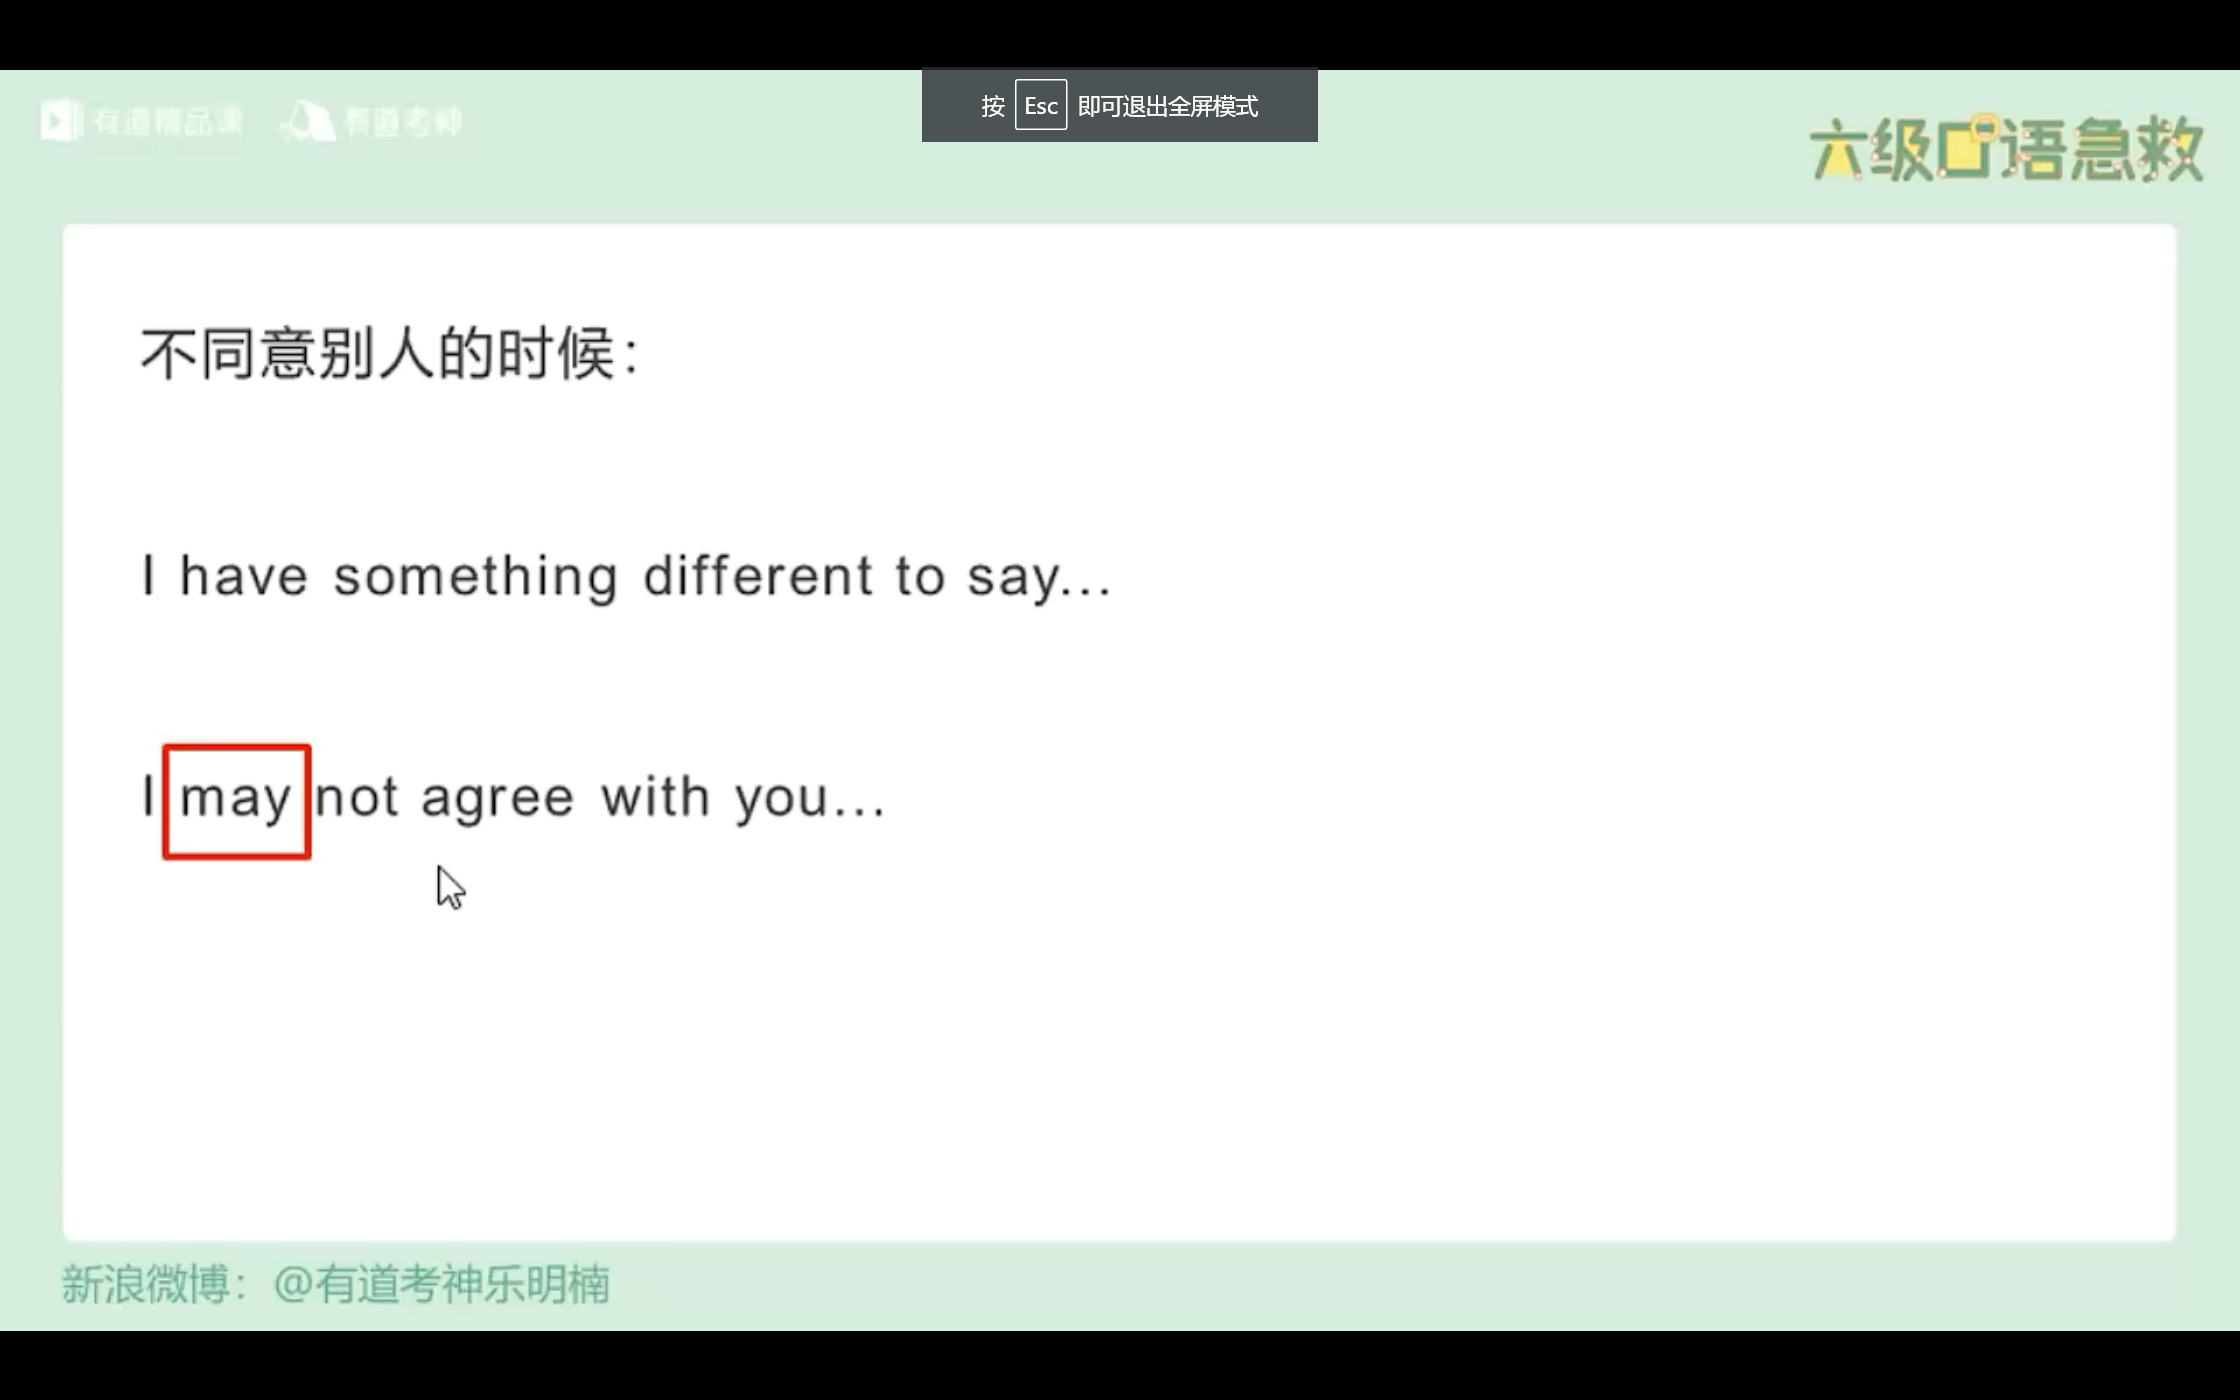 按 Esc 即可退出全屏模式
有道精品课 有道考神
六级口语急救
不同意别人的时候：
I have something different to say...
I may not agree with you...
新浪微博：@有道考神乐明楠